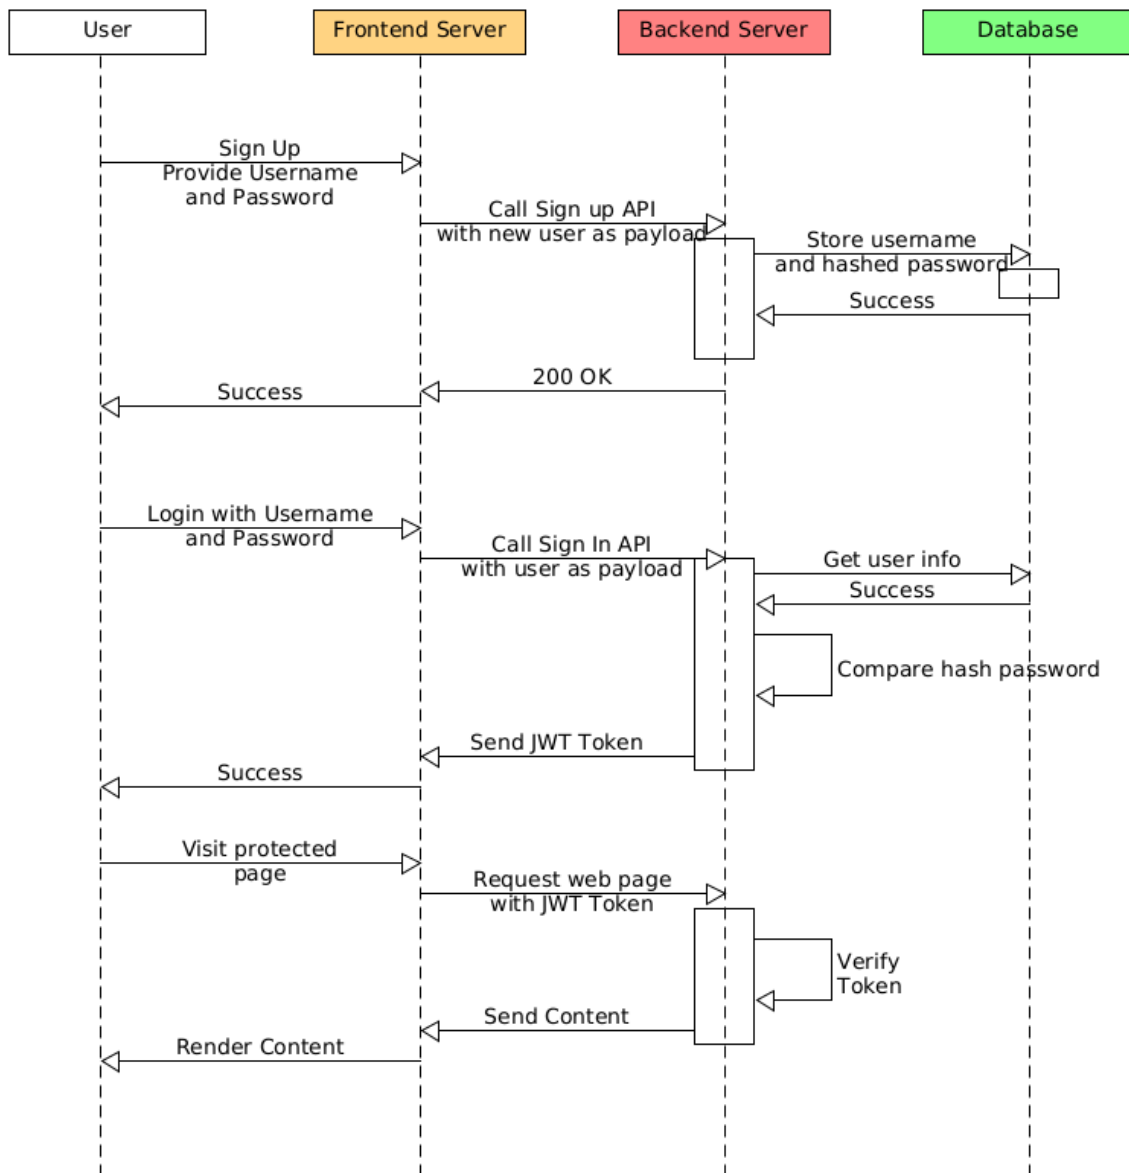 User
Frontend Server
Backend Server
Database
Sign Up
Provide Username
and Password
Call Sign up API
with new user as payload
Store username
and hashed password
Success
200 OK
Success
Login with Username
and Password
Call Sign In API
with user as payload
Get user info
Success
Compare hash password
Send JWT Token
Success
Visit protected
page
Request web page
with JWT Token
Verify
Token
Send Content
Render Content